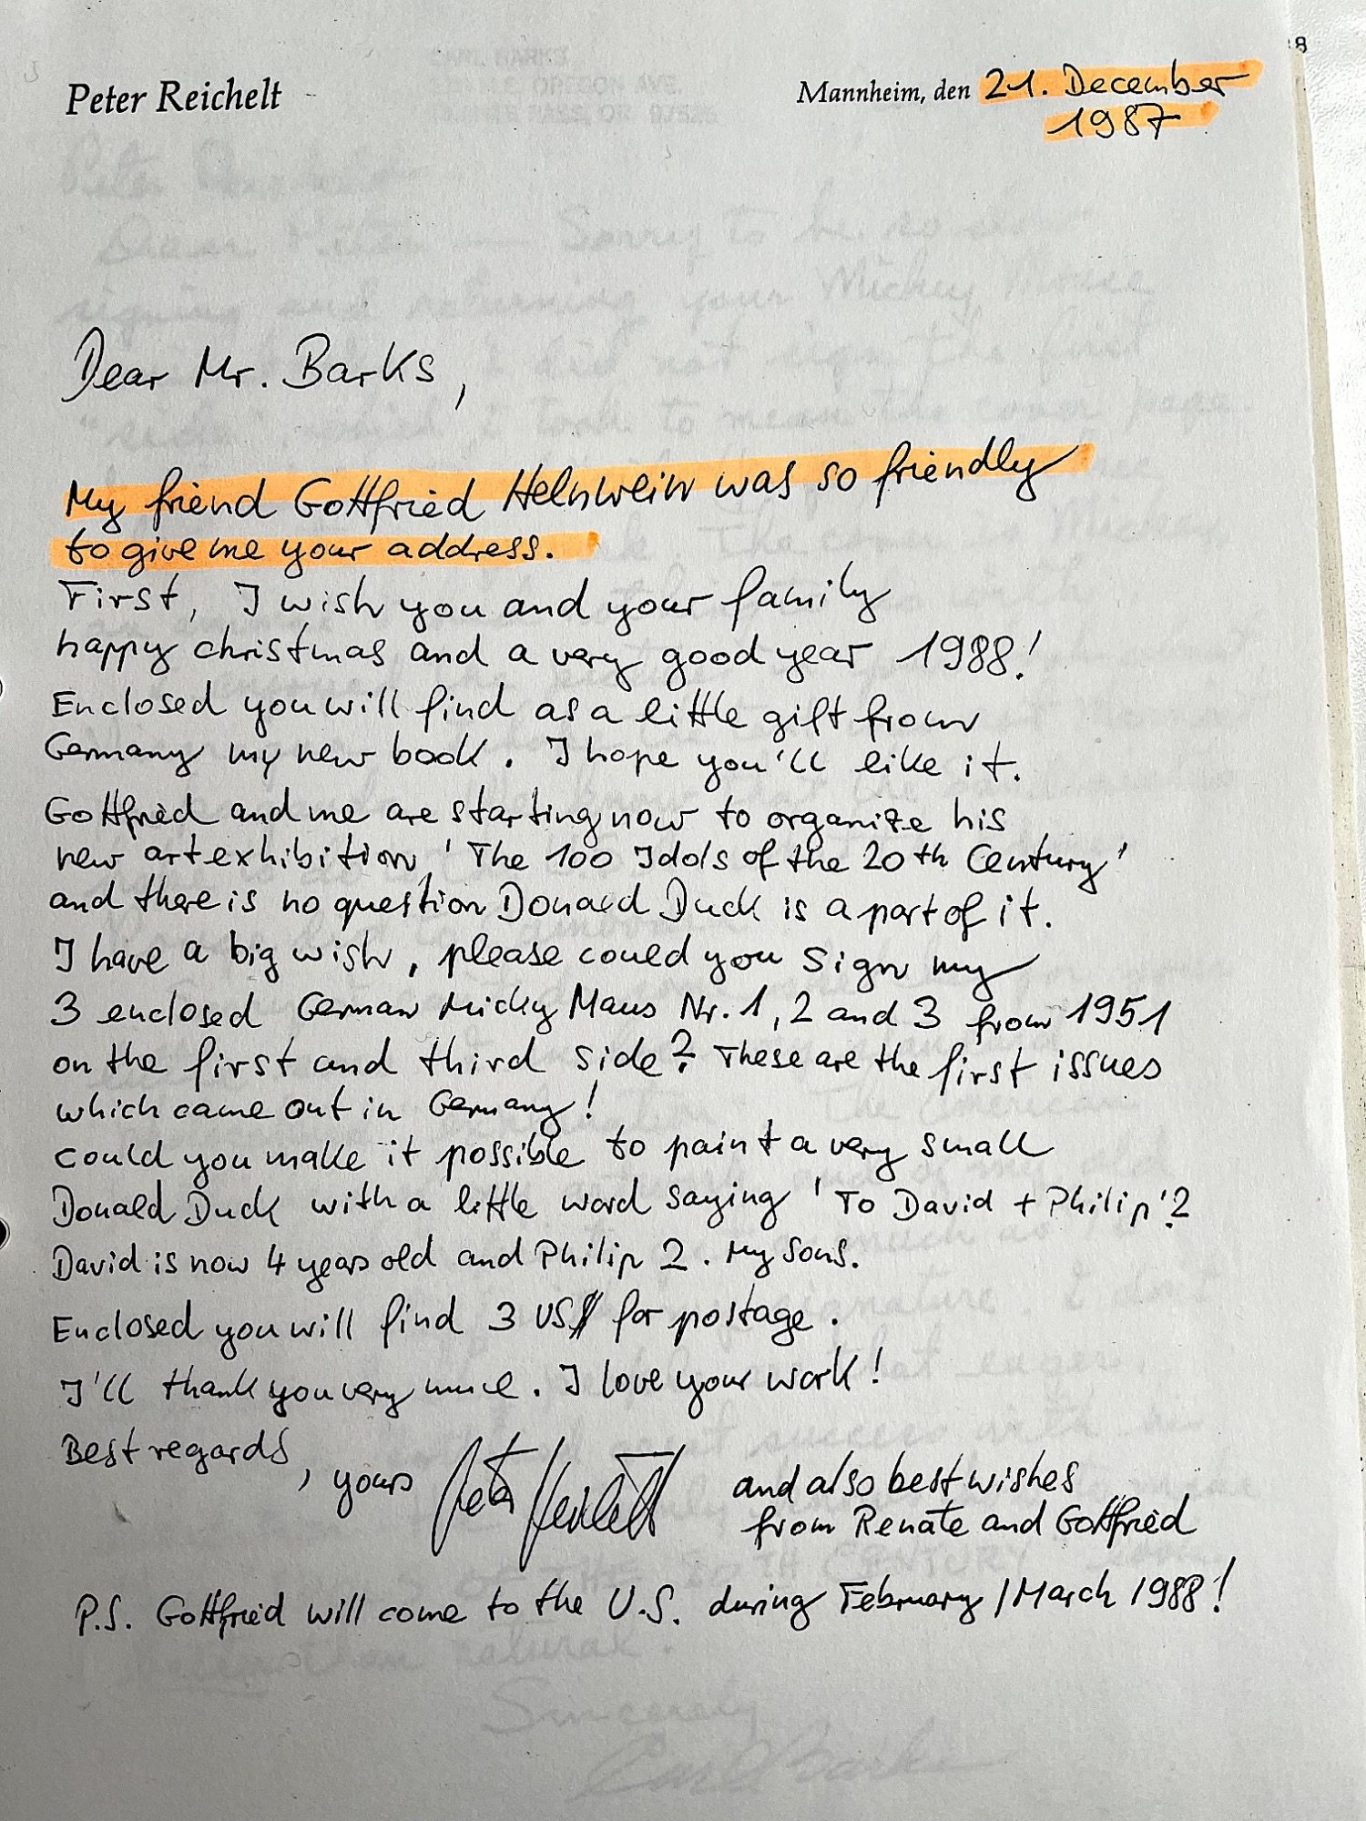 Peter Reichelt
Mannheim, den 21. December
1987
Dear Mr. Barks,
My friend Gottfried Helnwein was so friendly
to give me your address.
First, I wish you and your family
happy christmas and a very good year 1988!
Enclosed you will find as a little gift from
Germany my new book. I hope you'll like it.
Gottfried and me are starting now to organize his
new art exhibition, 'The 100 Idols of the 20th Century'
and there is no question Donald Duck is a part of it.
I have a big wish, please could you sign my
3 enclosed German Micky Maus Nr. 1, 2 and 3 from 1951
on the first and third side? These are the first issues
which came out in Germany!
Could you make it possible to paint a very small
Donald Duck with a little word saying 'To David + Philip'?
David is now 4 years old and Philip 2. My sons.
Enclosed you will find 3 US$ for postage.
I'll thank you very much. I love your work!
Best regards, yours Peter Reichelt
and also best wishes
from Renate and Gottfried
P.S. Gottfried will come to the U.S. during February/March 1988!